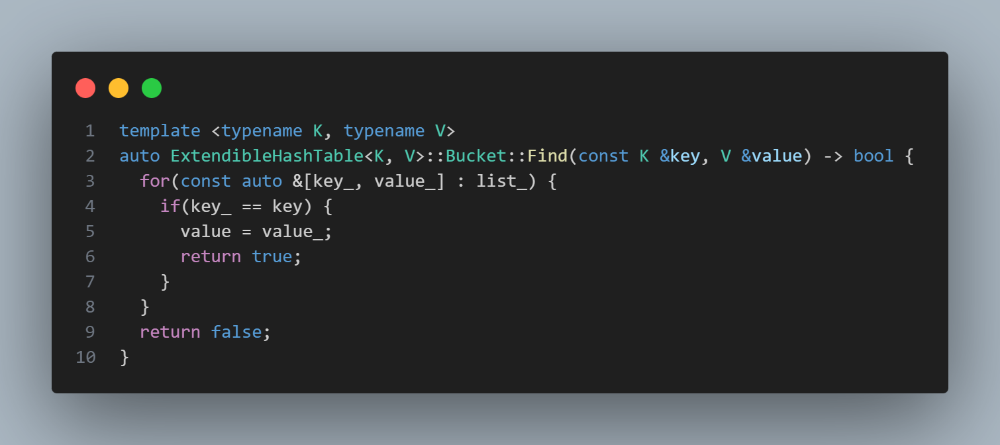 1 template <typename K, typename V>
2 auto ExtendibleHashTable<K, V>::Bucket::Find(const K &key, V &value) -> bool {
3   for(const auto &[key_, value_] : list_) {
4     if(key_ == key) {
5       value = value_;
6       return true;
7     }
8   }
9   return false;
10 }